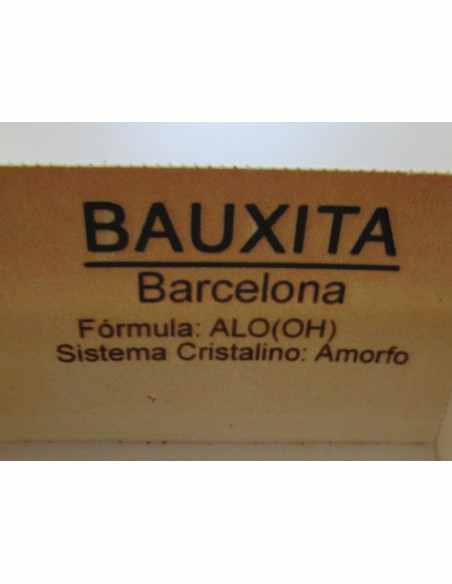 BAUXITA
Barcelona
Fórmula: ALO(OH)
Sistema Cristalino: Amorfo